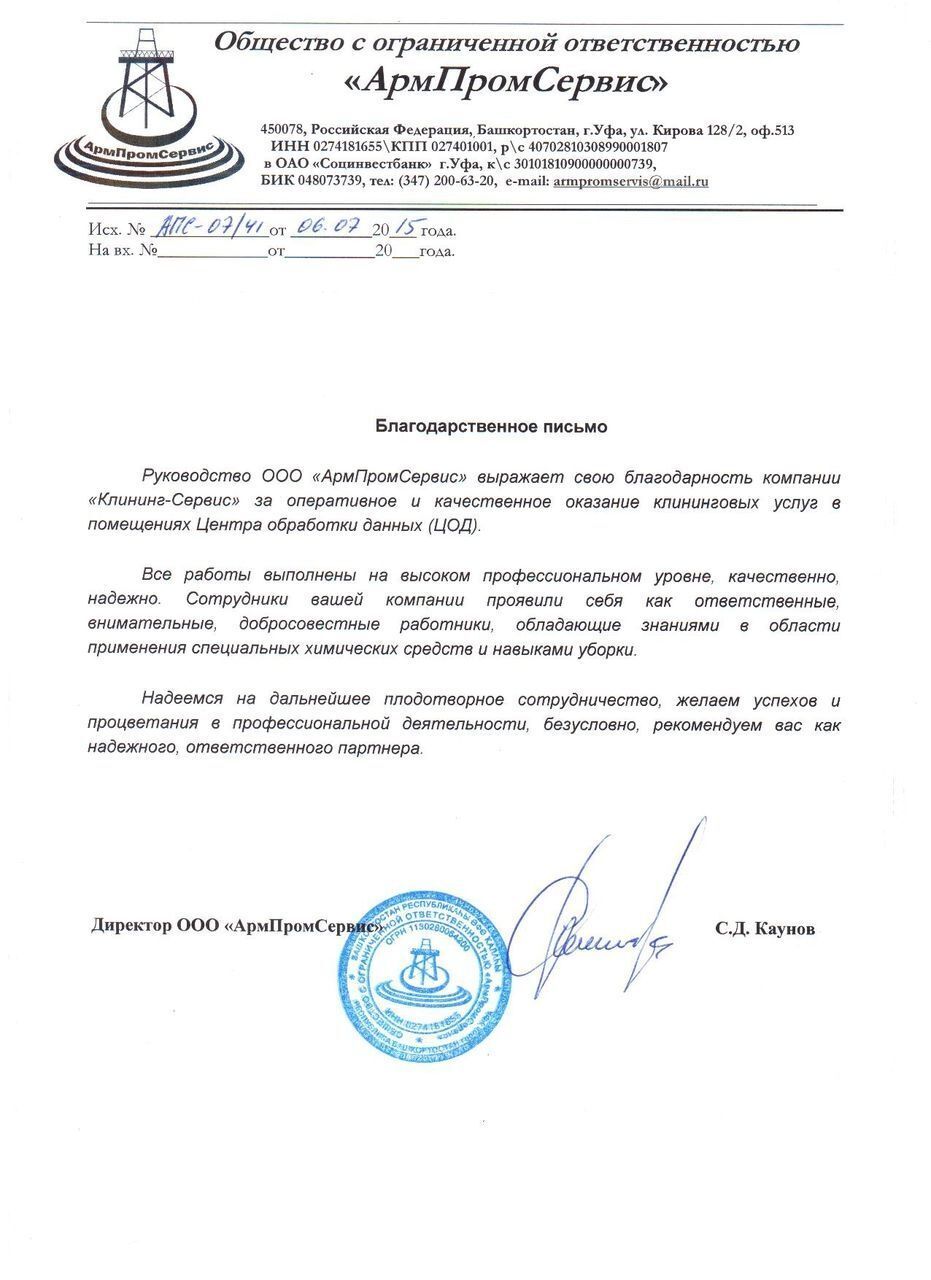 Общество с ограниченной ответственностью
«АрмПромСервис»
АрмПромСервис
450078, Российская Федерация, Башкортостан, г.Уфа, ул. Кирова 128/2, оф.513
ИНН 0274181655\КПП 027401001, р\с 40702810308990001807
в ОАО «Социнвестбанк» г.Уфа, к\с 30101810900000000739,
БИК 048073739, тел: (347) 200-63-20, e-mail: armpromservis@mail.ru
Исх. № АПС-07/41 от 06.07 2015 года.
На вх. №____________от__________20___года.
Благодарственное письмо
Руководство ООО «АрмПромСервис» выражает свою благодарность компании
«Клининг-Сервис» за оперативное и качественное оказание клининговых услуг в
помещениях Центра обработки данных (ЦОД).
Все работы выполнены на высоком профессиональном уровне, качественно,
надежно. Сотрудники вашей компании проявили себя как ответственные,
внимательные, добросовестные работники, обладающие знаниями в области
применения специальных химических средств и навыками уборки.
Надеемся на дальнейшее плодотворное сотрудничество, желаем успехов и
процветания в профессиональной деятельности, безусловно, рекомендуем вас как
надежного, ответственного партнера.
Директор ООО «АрмПромСервис»
С.Д. Каунов
БАШКОРТОСТАН РЕСПУБЛИКАҺЫ ӨФӨ ҠАЛАҺЫ
ОБЩЕСТВО С ОГРАНИЧЕННОЙ ОТВЕТСТВЕННОСТЬЮ «АрмПромСервис»
ИНН 0274181655